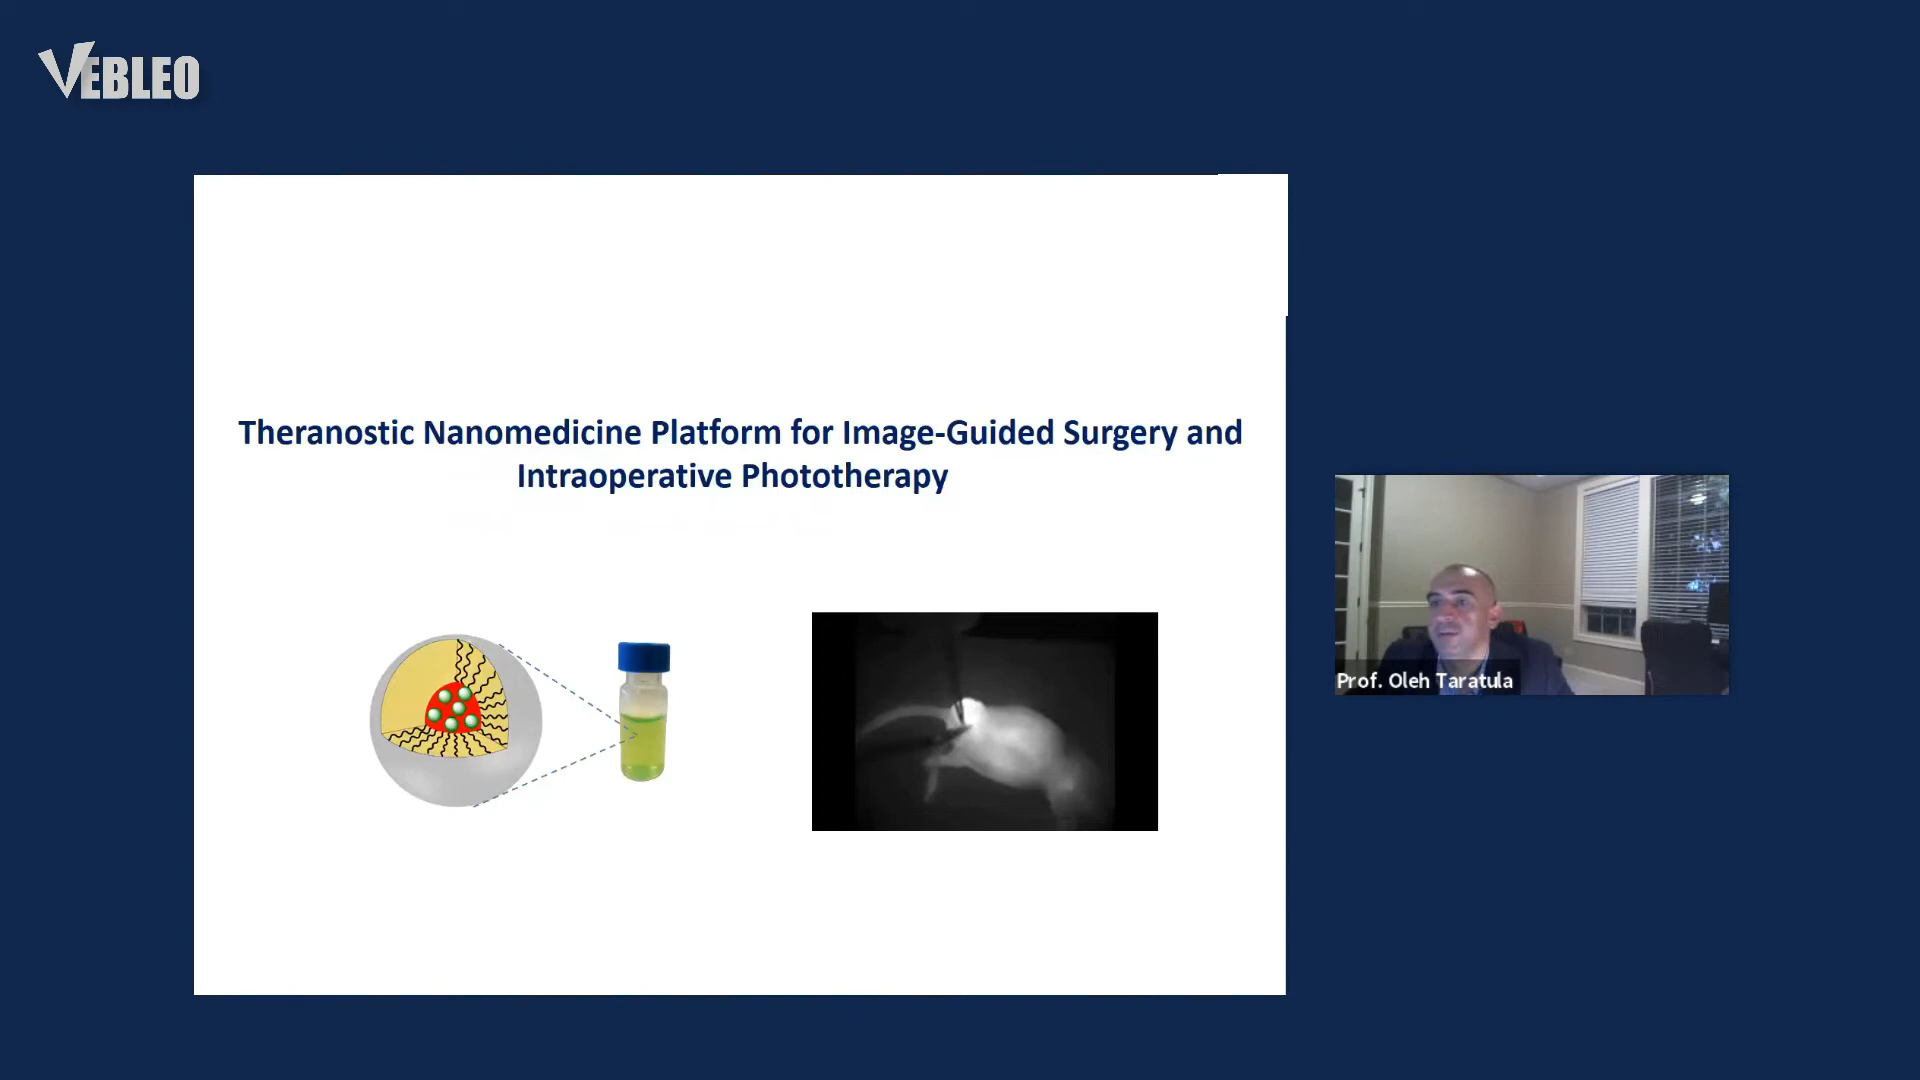 VEBLEO
Theranostic Nanomedicine Platform for Image-Guided Surgery and
Intraoperative Phototherapy
Prof. Oleh Taratula